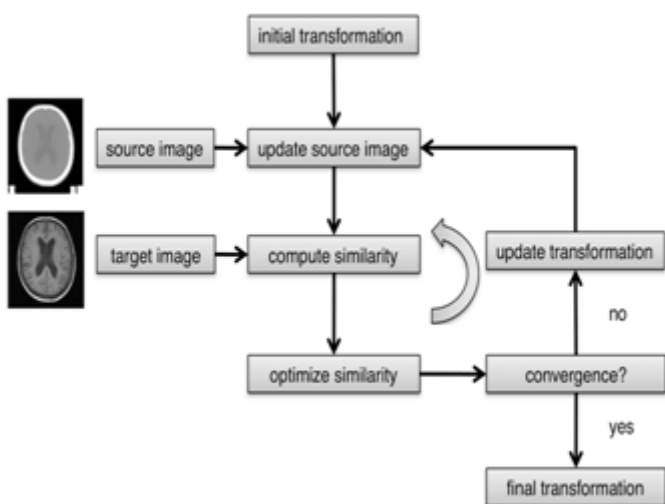 initial transformation
source image
update source image
target image
compute similarity
update transformation
no
optimize similarity
convergence?
yes
final transformation